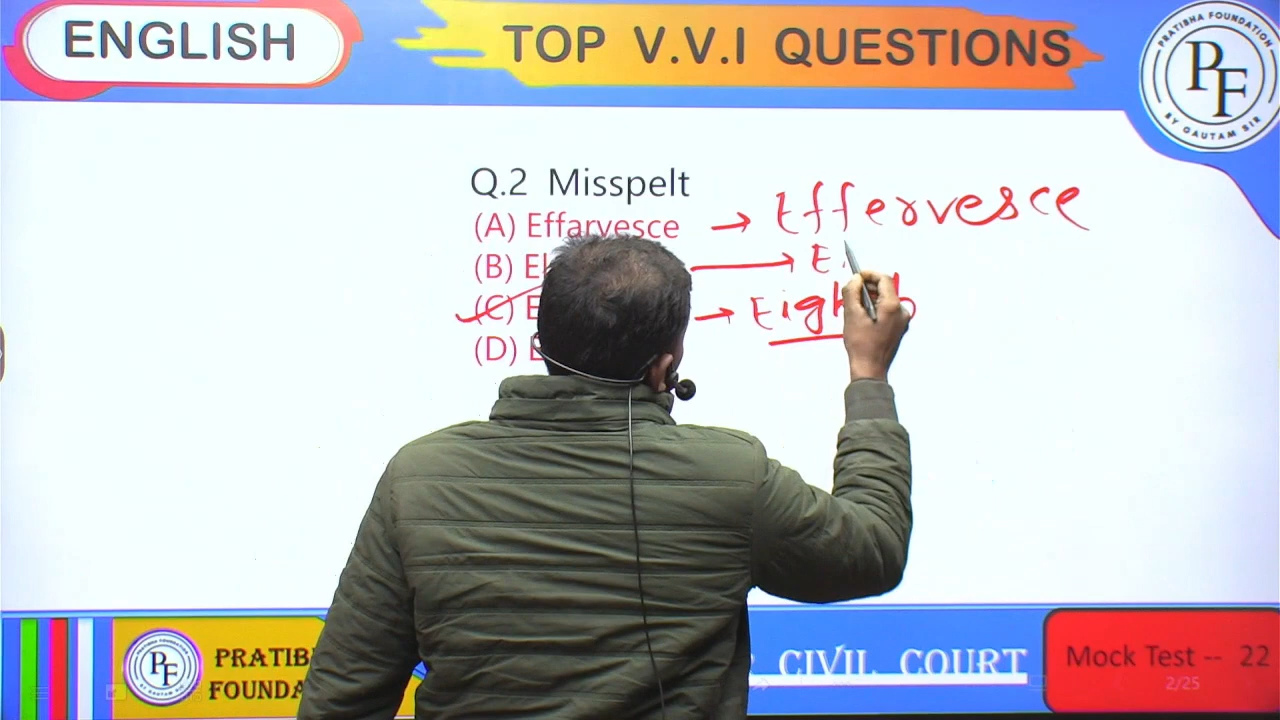 ENGLISH
TOP V.V.I QUESTIONS
PRATIBHA FOUNDATION
PF
BY GAUTAM SIR
Q.2 Misspelt
(A) Effarvesce → Effervesce
(B)
(C) →
(D)
PF
CIVIL COURT
Mock Test -- 22
2/25